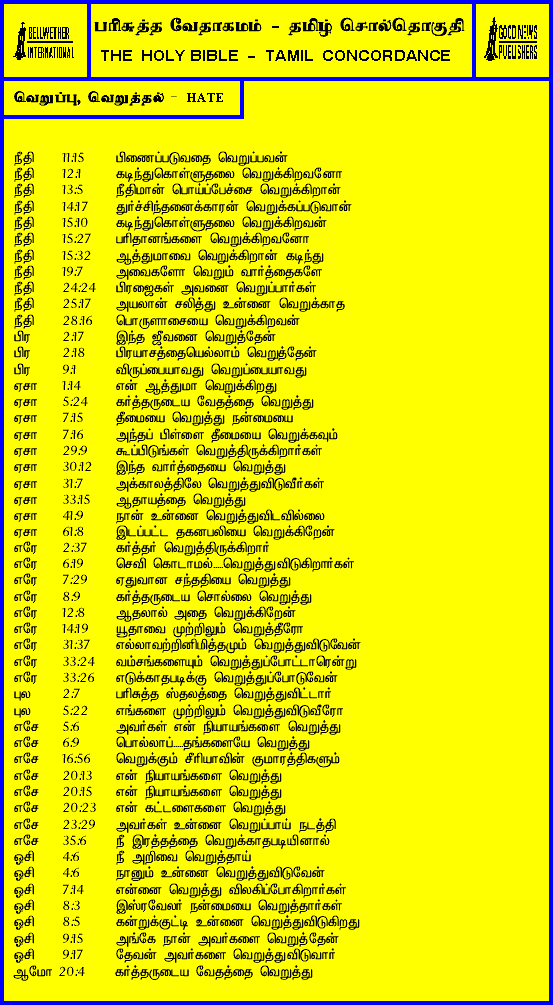 BELLWETHER
INTERNATIONAL
பரிசுத்த வேதாகமம் - தமிழ் சொல்தொகுதி
THE HOLY BIBLE - TAMIL CONCORDANCE
GOOD NEWS
PUBLISHERS
வெறுப்பு, வெறுத்தல் - HATE
நீதி 11:15 பிணைப்படுவதை வெறுப்பவன்
நீதி 12:1 கடிந்துகொள்ளுதலை வெறுக்கிறவனோ
நீதி 13:5 நீதிமான் பொய்ப்பேச்சை வெறுக்கிறான்
நீதி 14:17 துர்ச்சிந்தனைக்காரன் வெறுக்கப்படுவான்
நீதி 15:10 கடிந்துகொள்ளுதலை வெறுக்கிறவன்
நீதி 15:27 பரிதானங்களை வெறுக்கிறவனோ
நீதி 15:32 ஆத்துமாவை வெறுக்கிறான் கடிந்து
நீதி 19:7 அவைகளோ வெறும் வார்த்தைகளே
நீதி 24:24 பிரஜைகள் அவனை வெறுப்பார்கள்
நீதி 25:17 அயலான் சலித்து உன்னை வெறுக்காத
நீதி 28:16 பொருளாசையை வெறுக்கிறவன்
பிர 2:17 இந்த ஜீவனை வெறுத்தேன்
பிர 2:18 பிரயாசத்தையெல்லாம் வெறுத்தேன்
பிர 9:1 விருப்பையாவது வெறுப்பையாவது
ஏசா 1:14 என் ஆத்துமா வெறுக்கிறது
ஏசா 5:24 கர்த்தருடைய வேதத்தை வெறுத்து
ஏசா 7:15 தீமையை வெறுத்து நன்மையை
ஏசா 7:16 அந்தப் பிள்ளை தீமையை வெறுக்கவும்
ஏசா 29:9 கூப்பிடுங்கள் வெறுத்திருக்கிறார்கள்
ஏசா 30:12 இந்த வார்த்தையை வெறுத்து
ஏசா 31:7 அக்காலத்திலே வெறுத்துவிடுவீர்கள்
ஏசா 33:15 ஆதாயத்தை வெறுத்து
ஏசா 41:9 நான் உன்னை வெறுத்துவிடவில்லை
ஏசா 61:8 இடப்பட்ட தகனபலியை வெறுக்கிறேன்
எரே 2:37 கர்த்தர் வெறுத்திருக்கிறார்
எரே 6:19 செவி கொடாமல்.....வெறுத்துவிடுகிறார்கள்
எரே 7:29 ஏதுவான சந்ததியை வெறுத்து
எரே 8:9 கர்த்தருடைய சொல்லை வெறுத்து
எரே 12:8 ஆதலால் அதை வெறுக்கிறேன்
எரே 14:19 யூதாவை முற்றிலும் வெறுத்தீரோ
எரே 31:37 எல்லாவற்றினிமித்தமும் வெறுத்துவிடுவேன்
எரே 33:24 வம்சங்களையும் வெறுத்துப்போட்டாரென்று
எரே 33:26 எடுக்காதபடிக்கு வெறுத்துப்போடுவேன்
புல 2:7 பரிசுத்த ஸ்தலத்தை வெறுத்துவிட்டார்
புல 5:22 எங்களை முற்றிலும் வெறுத்துவிடுவீரோ
எசே 5:6 அவர்கள் என் நியாயங்களை வெறுத்து
எசே 6:9 பொல்லாப்.....தங்களையே வெறுத்து
எசே 16:56 வெறுக்கும் சீரியாவின் குமாரத்திகளும்
எசே 20:13 என் நியாயங்களை வெறுத்து
எசே 20:15 என் நியாயங்களை வெறுத்து
எசே 20:23 என் கட்டளைகளை வெறுத்து
எசே 23:29 அவர்கள் உன்னை வெறுப்பாய் நடத்தி
எசே 35:6 நீ இரத்தத்தை வெறுக்காதபடியினால்
ஓசி 4:6 நீ அறிவை வெறுத்தாய்
ஓசி 4:6 நானும் உன்னை வெறுத்துவிடுவேன்
ஓசி 7:14 என்னை வெறுத்து விலகிப்போகிறார்கள்
ஓசி 8:3 இஸ்ரவேலர் நன்மையை வெறுத்தார்கள்
ஓசி 8:5 கன்றுக்குட்டி உன்னை வெறுத்துவிடுகிறது
ஓசி 9:15 அங்கே நான் அவர்களை வெறுத்தேன்
ஓசி 9:17 தேவன் அவர்களை வெறுத்துவிடுவார்
ஆமோ 20:4 கர்த்தருடைய வேதத்தை வெறுத்து